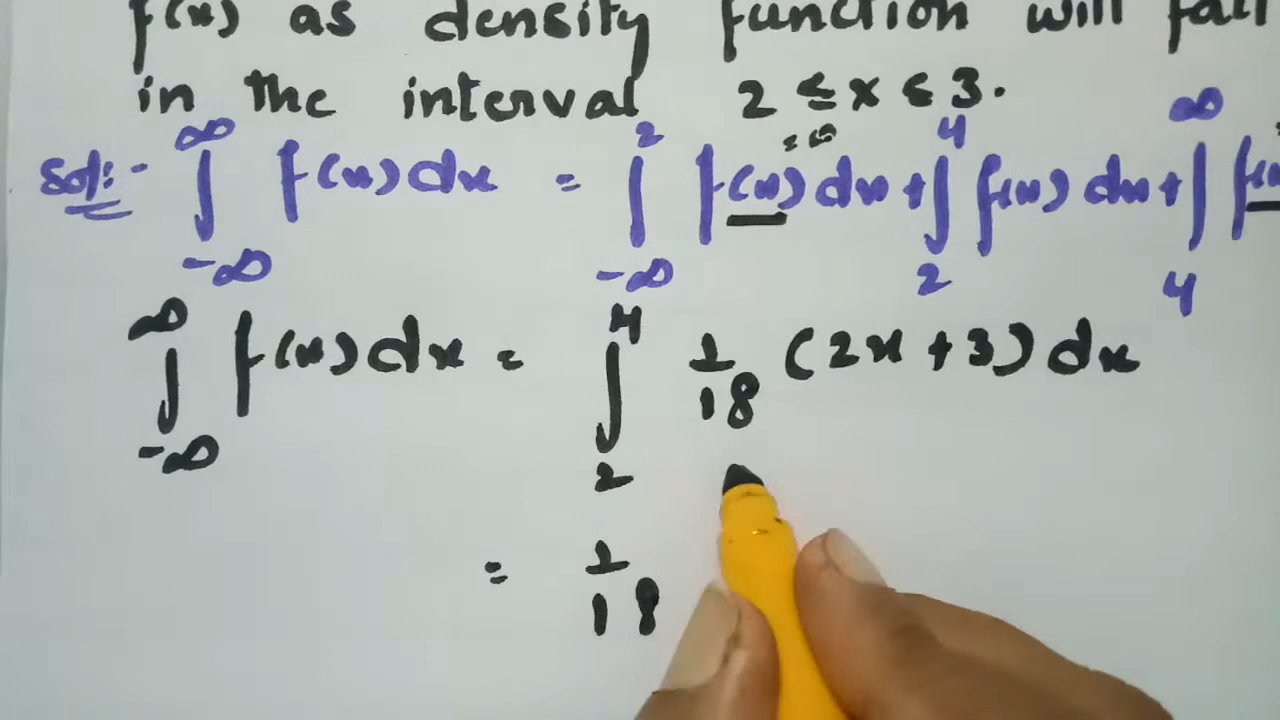 f(x) as density function will fall
in the interval 2 ≤ x ≤ 3.
Sol:- ∫_{-∞}^{∞} f(x) dx = ∫_{-∞}^{2} f(x) dx + ∫_{2}^{4} f(x) dx + ∫_{4}^{∞} f(x
∫_{-∞}^{∞} f(x) dx = ∫_{2}^{4} 1/18 (2x+3) dx
= 1/18